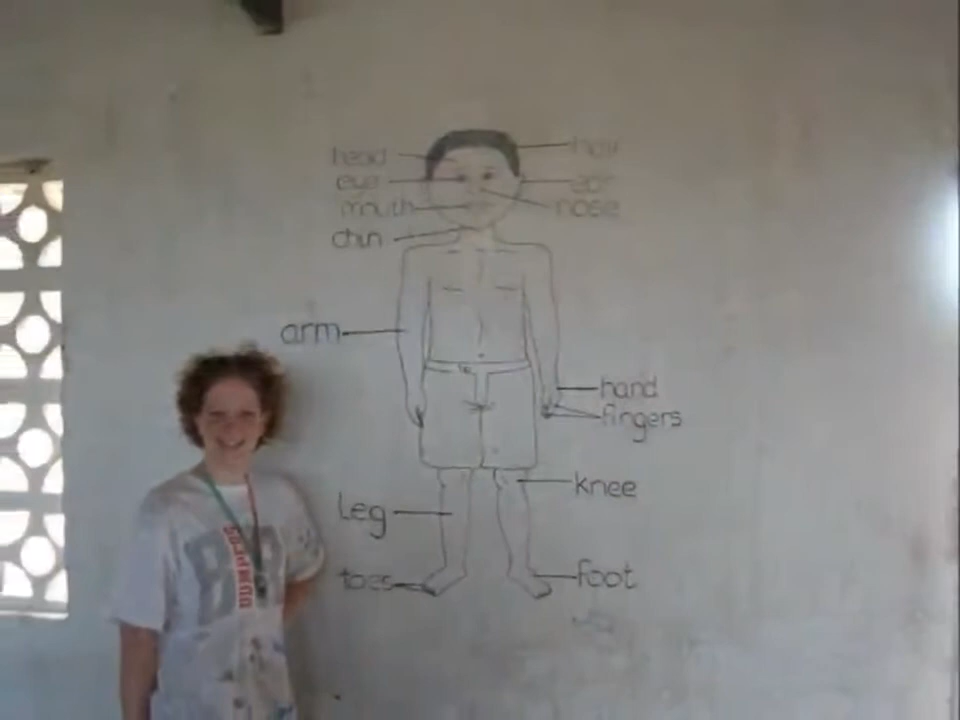 head
hair
eye
ear
mouth
nose
chin
arm
hand
fingers
knee
leg
toes
foot